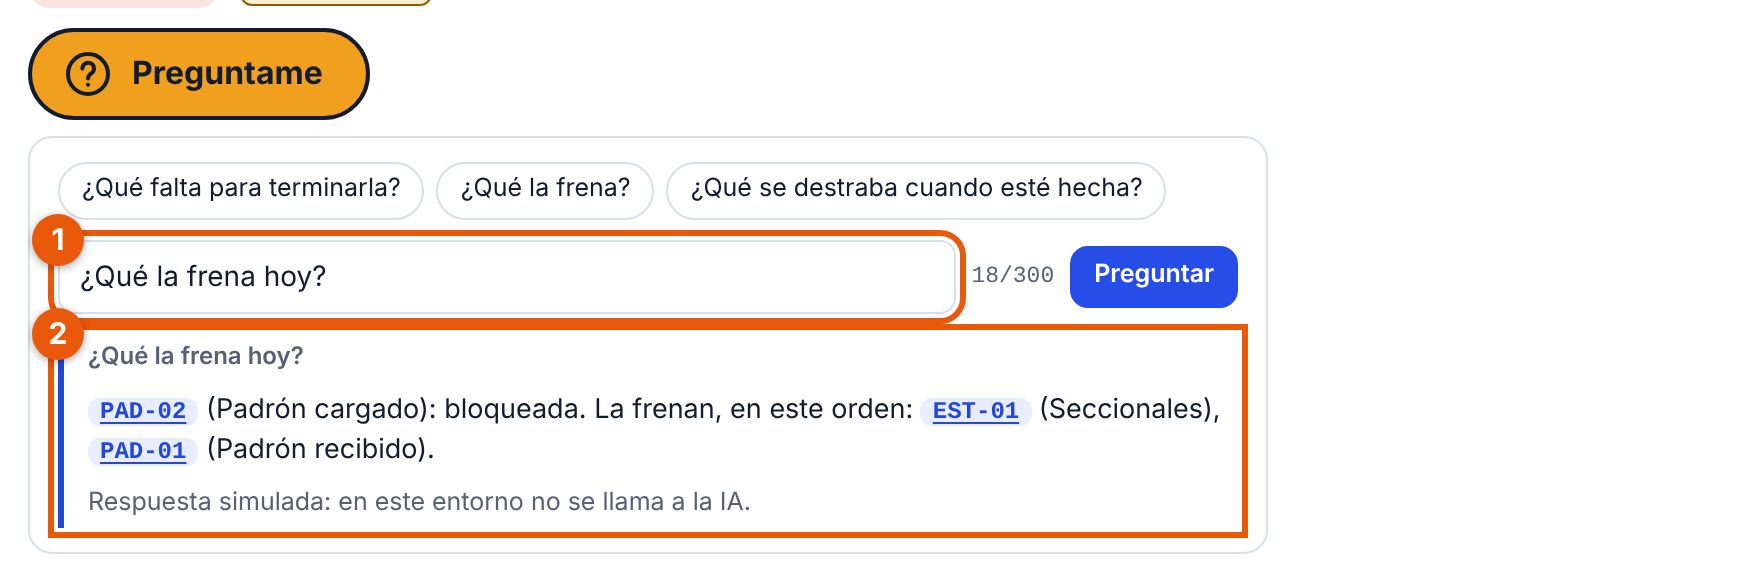 Preguntame
¿Qué falta para terminarla?
¿Qué la frena?
¿Qué se destraba cuando esté hecha?
1
¿Qué la frena hoy?
18/300
Preguntar
2
¿Qué la frena hoy?
PAD-02 (Padrón cargado): bloqueada. La frenan, en este orden: EST-01 (Seccionales),
PAD-01 (Padrón recibido).
Respuesta simulada: en este entorno no se llama a la IA.